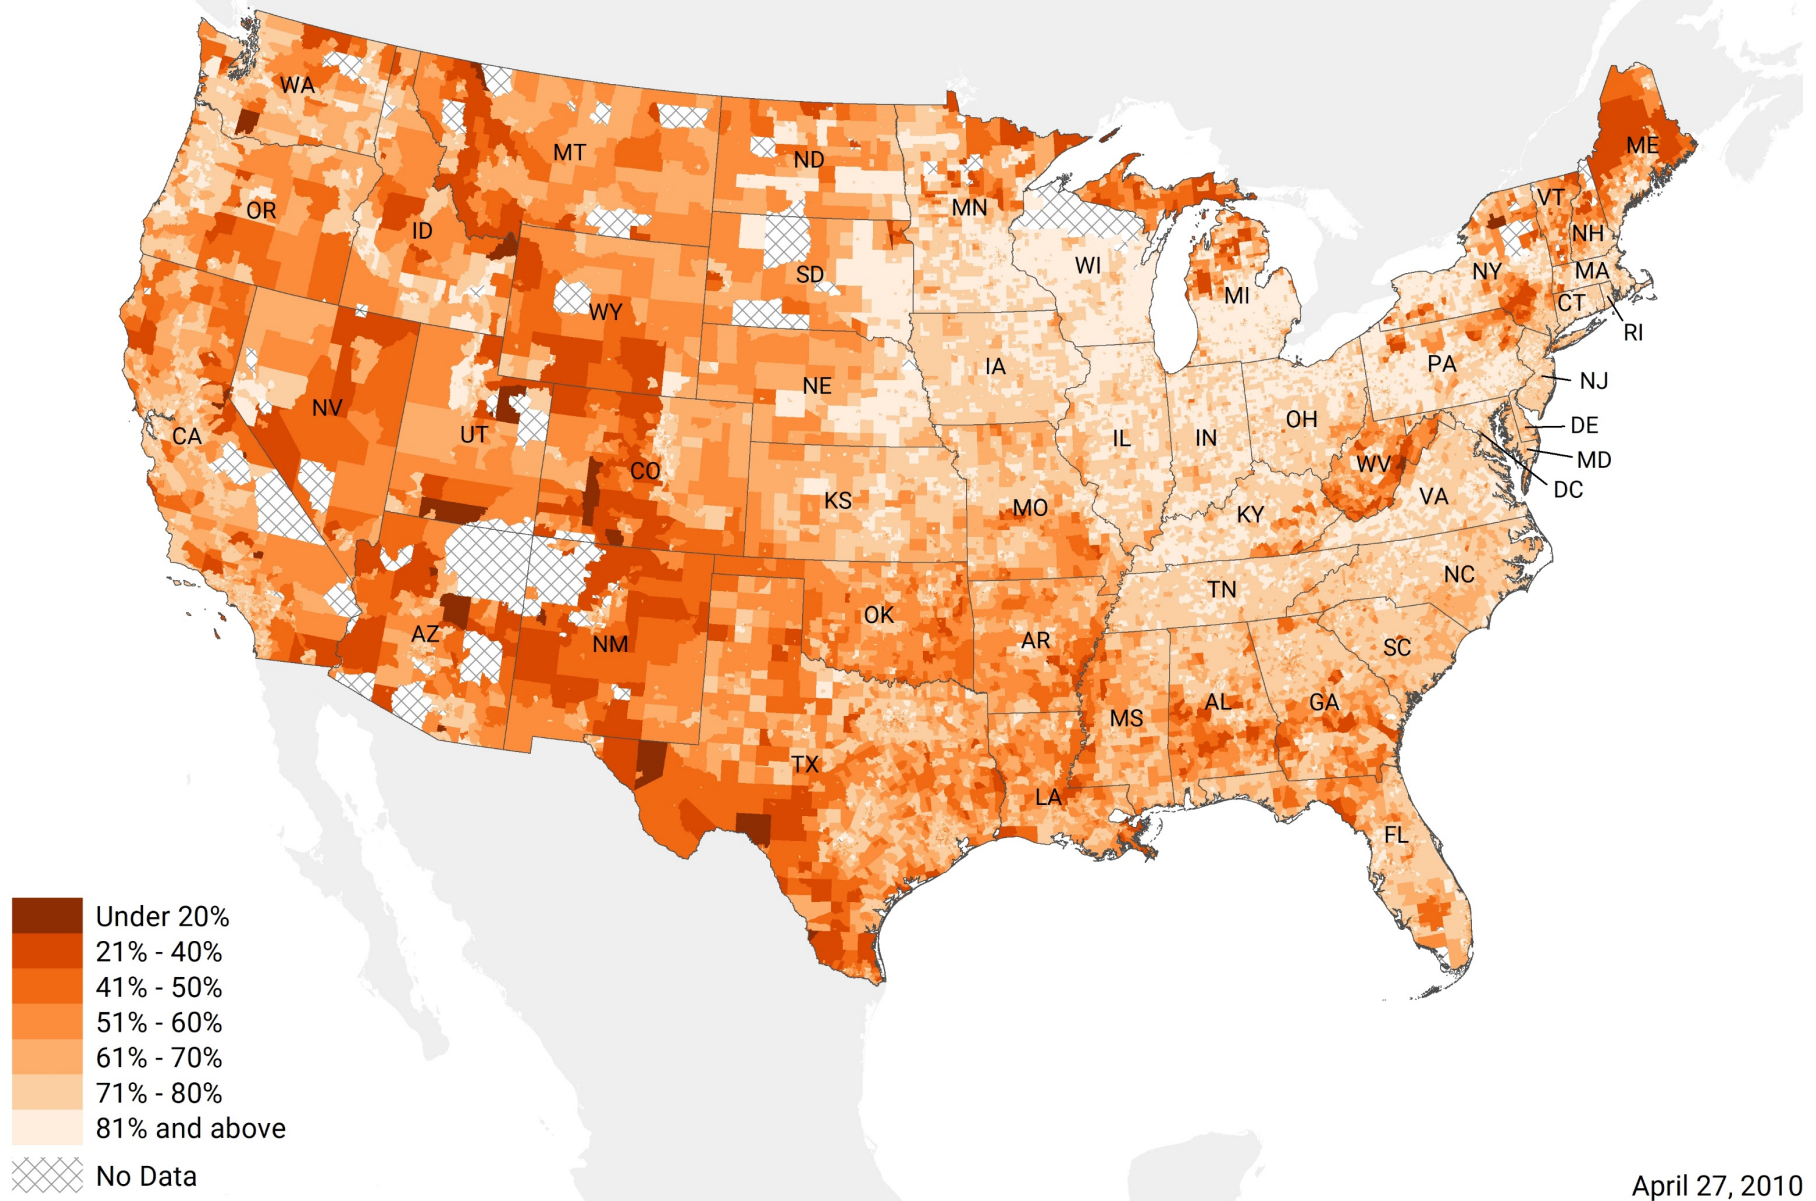 WA
MT
ND
MN
ME
VT
NH
OR
ID
SD
WI
NY
MA
WY
MI
CT
RI
IA
PA
NE
NJ
NV
UT
CA
IL
IN
OH
DE
MD
DC
CO
WV
KS
MO
VA
KY
NC
TN
OK
AR
AZ
NM
SC
MS
AL
GA
TX
LA
FL
Under 20%
21% - 40%
41% - 50%
51% - 60%
61% - 70%
71% - 80%
81% and above
No Data
April 27, 2010